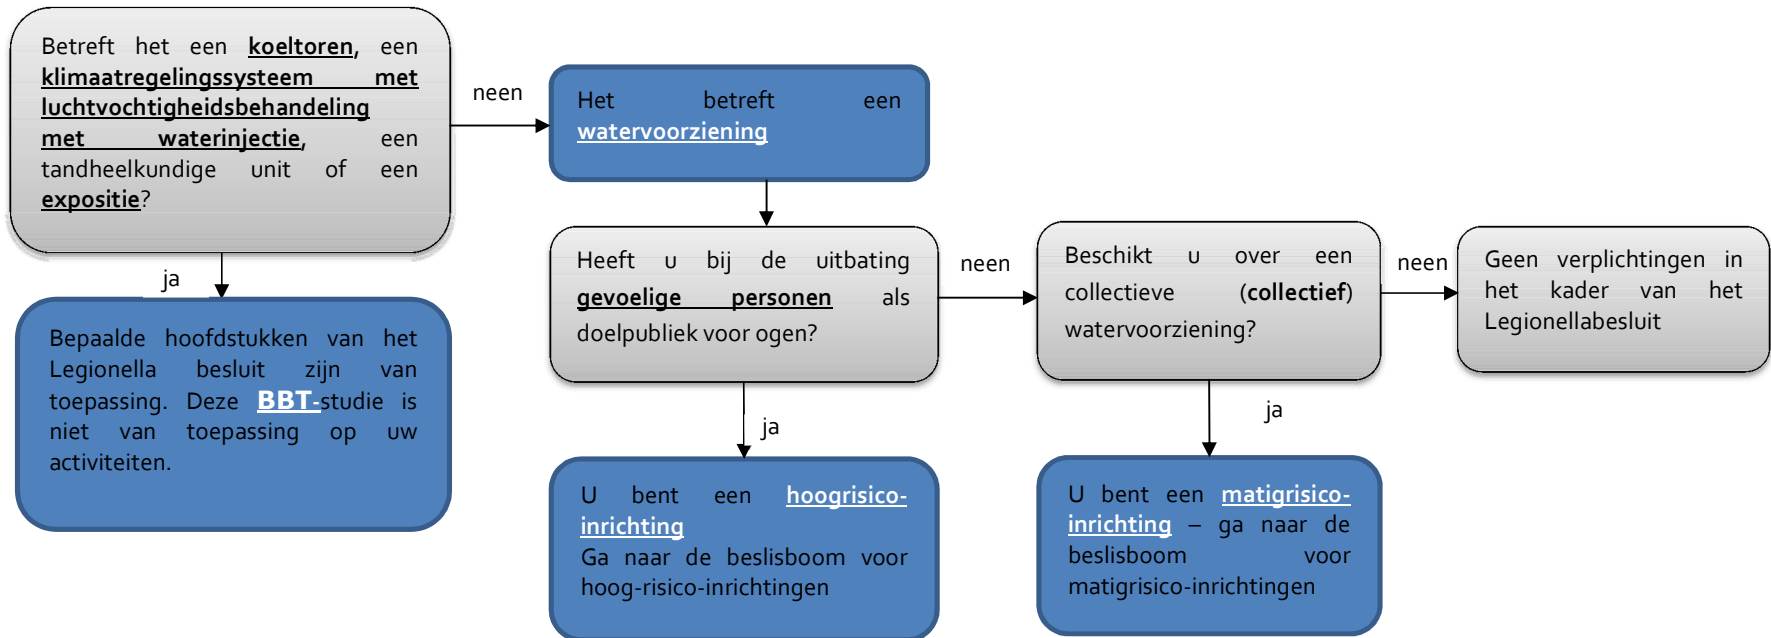 Betreft het een koeltoren, een
klimaatregelingssysteem met
luchtvochtigheidsbehandeling
met waterinjectie, een
tandheelkundige unit of een
expositie?
neen
Het betreft een
watervoorziening
ja
Bepaalde hoofdstukken van het
Legionella besluit zijn van
toepassing. Deze BBT-studie is
niet van toepassing op uw
activiteiten.
Heeft u bij de uitbating
gevoelige personen als
doelpubliek voor ogen?
neen
Beschikt u over een
collectieve (collectief)
watervoorziening?
neen
Geen verplichtingen in
het kader van het
Legionellabesluit
ja
U bent een hoogrisico-
inrichting
Ga naar de beslisboom voor
hoog-risico-inrichtingen
ja
U bent een matigrisico-
inrichting – ga naar de
beslisboom voor
matigrisico-inrichtingen